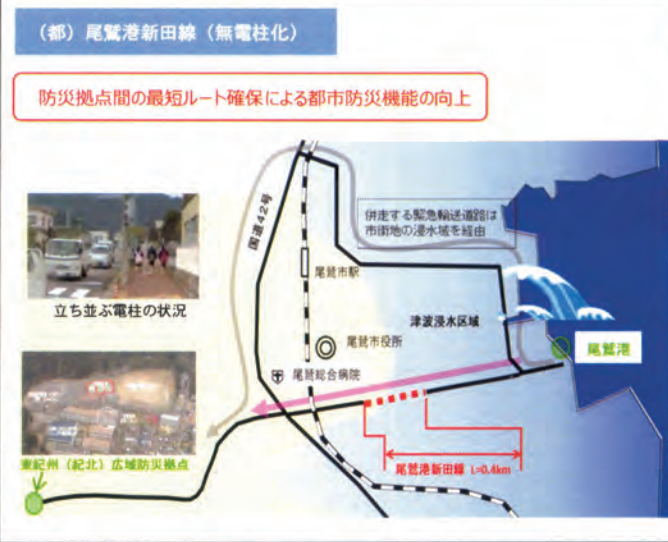 （都）尾鷲港新田線（無電柱化）
防災拠点間の最短ルート確保による都市防災機能の向上
併走する緊急輸送道路は
市街地の浸水域を経由
国道42号
立ち並ぶ電柱の状況
尾鷲市駅
津波浸水区域
尾鷲市役所
尾鷲港
尾鷲総合病院
東紀州（紀北）広域防災拠点
尾鷲港新田線 L=0.4km